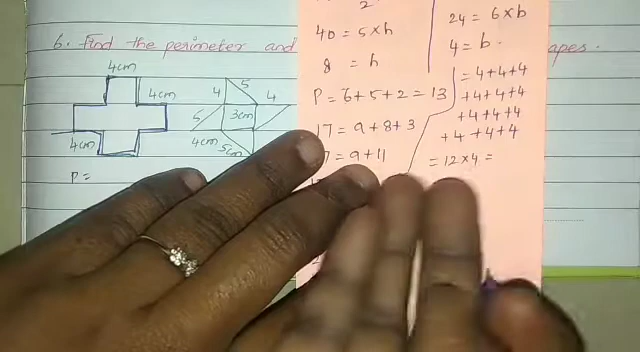 6. Find the perimeter and
apes.
4cm
4cm
4cm
P=
5
4
4
5
3cm
4cm
5cm
2
40 = 5×h
8 = h
P = 6+5+2 = 13
17 = 9+8+3
7 = 9+11
24 = 6×b
4 = b.
= 4+4+4
+4+4+4
+4+4+4
+4+4+4
= 12×4 =